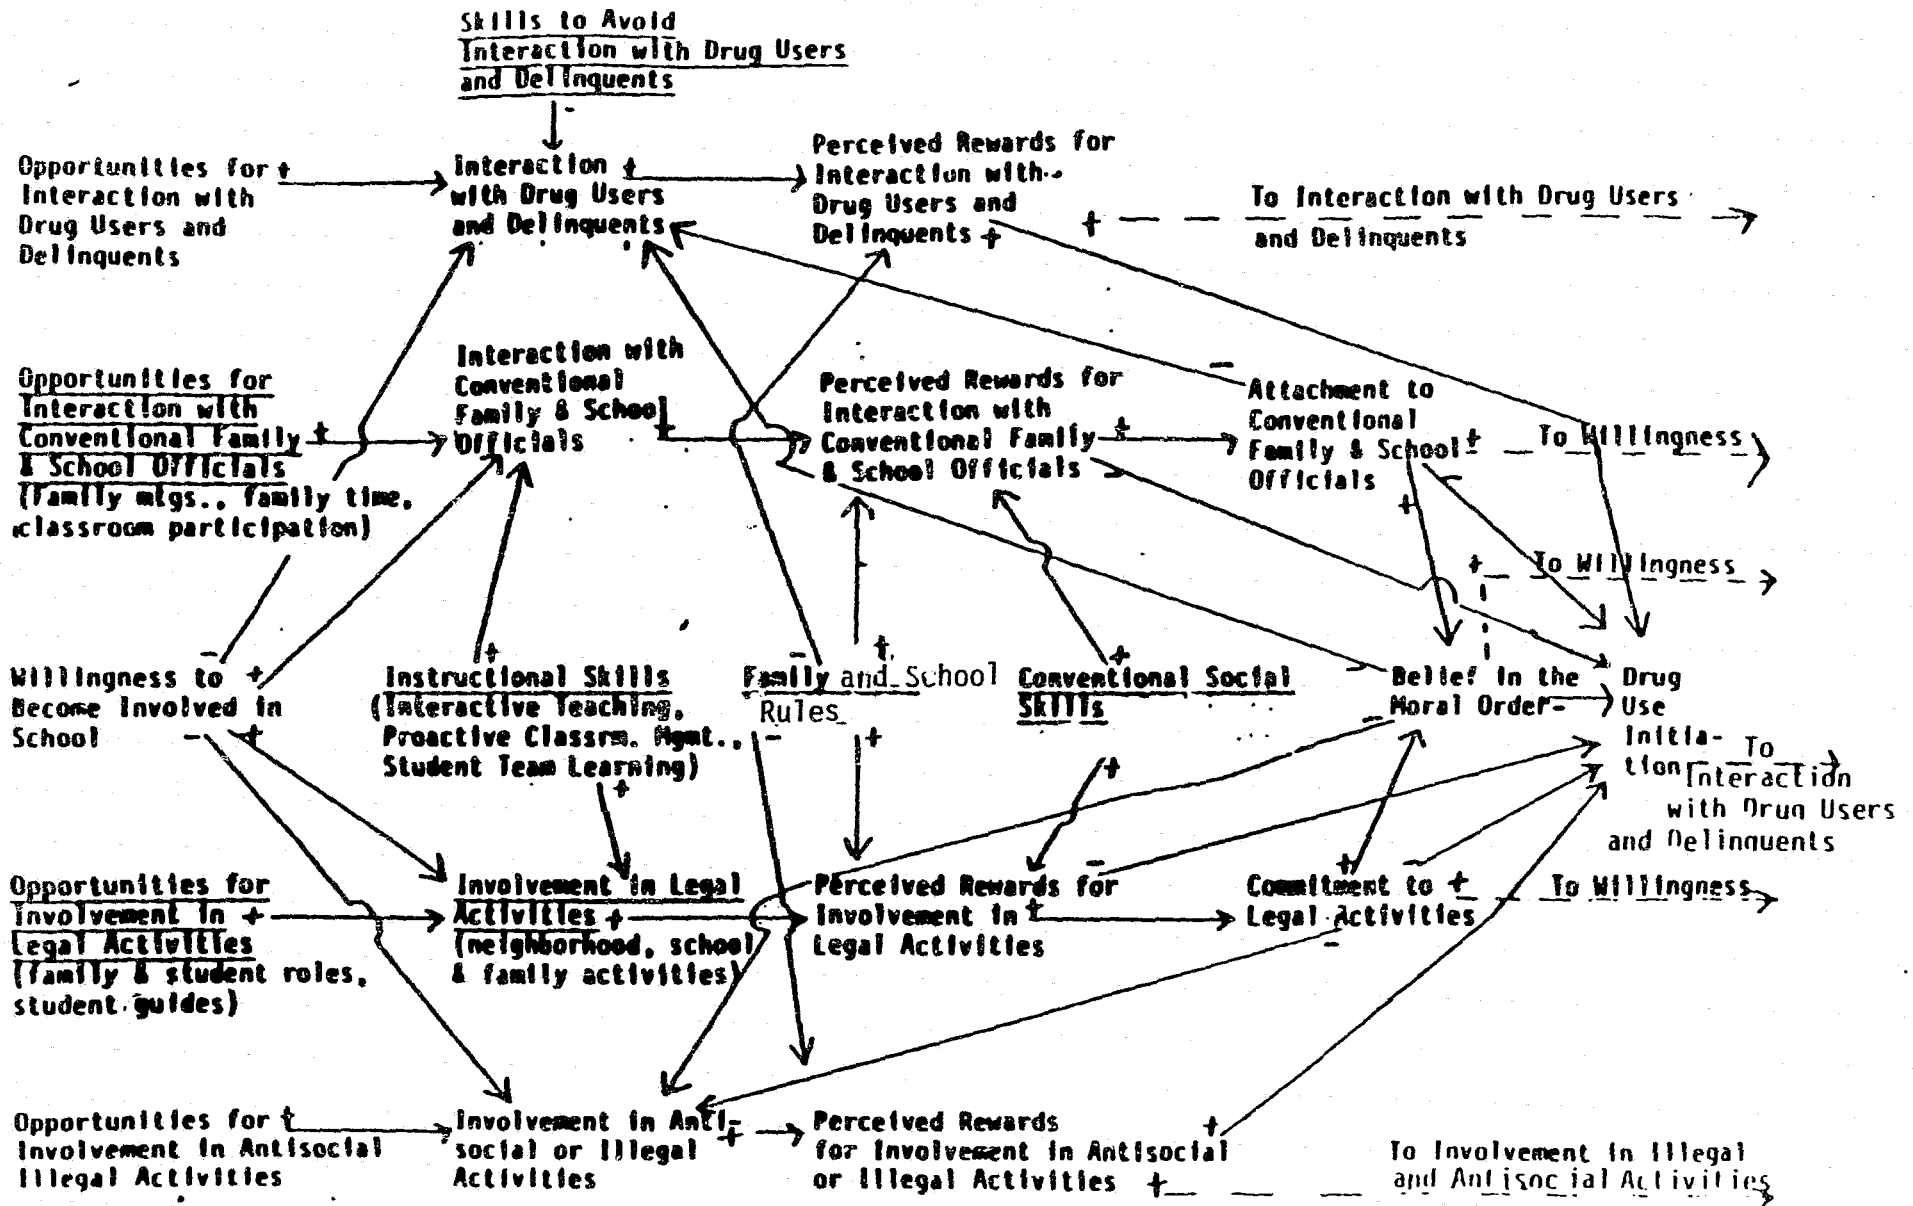 Skills to Avoid
Interaction with Drug Users
and Delinquents
-
Opportunities for +
Interaction with
Drug Users and
Delinquents
Interaction +
with Drug Users
and Delinquents -
Perceived Rewards for
Interaction with
Drug Users and
Delinquents +
+ To Interaction with Drug Users
and Delinquents
Opportunities for
Interaction with
Conventional Family +
& School Officials
(family mtgs., family time,
classroom participation)
Interaction with
Conventional
Family & School +
Officials
Perceived Rewards for
Interaction with
Conventional Family +
& School Officials -
-
Attachment to
Conventional
Family & School +
Officials
-
+
To Willingness
+ To Willingness
-
Willingness to +
Become Involved in
School - +
+
Instructional Skills
(Interactive Teaching,
Proactive Classrm. Mgmt.,
Student Team Learning)
+
- +
Family and School
Rules
- +
+
Conventional Social
Skills
+
-
Belief in the
Moral Order -
-
Drug
Use
Initia-
tion
To
Interaction
with Drug Users
and Delinquents
Opportunities for
Involvement in +
Legal Activities
(family & student roles,
student guides)
Involvement in Legal
Activities +
(neighborhood, school
& family activities)
-
Perceived Rewards for
Involvement in +
Legal Activities
+ -
Commitment to +
Legal Activities
-
To Willingness
Opportunities for +
Involvement in Antisocial
Illegal Activities
Involvement in Anti-
social or Illegal +
Activities
Perceived Rewards +
for Involvement in Antisocial
or Illegal Activities +
To Involvement in Illegal
and Antisocial Activities